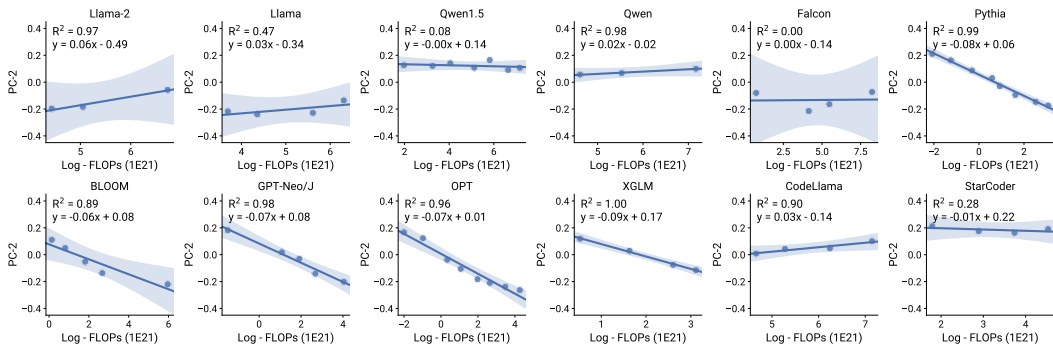 Llama-2
R² = 0.97
y = 0.06x - 0.49
PC-2
0.4
0.2
0.0
−0.2
−0.4
5
6
Log - FLOPs (1E21)
Llama
R² = 0.47
y = 0.03x - 0.34
PC-2
0.4
0.2
0.0
−0.2
−0.4
4
5
6
Log - FLOPs (1E21)
Qwen1.5
R² = 0.08
y = -0.00x + 0.14
PC-2
0.4
0.2
0.0
−0.2
−0.4
2
4
6
Log - FLOPs (1E21)
Qwen
R² = 0.98
y = 0.02x - 0.02
PC-2
0.4
0.2
0.0
−0.2
−0.4
5
6
7
Log - FLOPs (1E21)
Falcon
R² = 0.00
y = 0.00x - 0.14
PC-2
0.4
0.2
0.0
−0.2
−0.4
2.5
5.0
7.5
Log - FLOPs (1E21)
Pythia
R² = 0.99
y = -0.08x + 0.06
PC-2
0.4
0.2
0.0
−0.2
−0.4
−2
0
2
Log - FLOPs (1E21)
BLOOM
R² = 0.89
y = -0.06x + 0.08
PC-2
0.4
0.2
0.0
−0.2
−0.4
0
2
4
6
Log - FLOPs (1E21)
GPT-Neo/J
R² = 0.98
y = -0.07x + 0.08
PC-2
0.4
0.2
0.0
−0.2
−0.4
0
2
4
Log - FLOPs (1E21)
OPT
R² = 0.96
y = -0.07x + 0.01
PC-2
0.4
0.2
0.0
−0.2
−0.4
−2
0
2
4
Log - FLOPs (1E21)
XGLM
R² = 1.00
y = -0.09x + 0.17
PC-2
0.4
0.2
0.0
−0.2
−0.4
1
2
3
Log - FLOPs (1E21)
CodeLlama
R² = 0.90
y = 0.03x - 0.14
PC-2
0.4
0.2
0.0
−0.2
−0.4
5
6
7
Log - FLOPs (1E21)
StarCoder
R² = 0.28
y = -0.01x + 0.22
PC-2
0.4
0.2
0.0
−0.2
−0.4
2
3
4
Log - FLOPs (1E21)